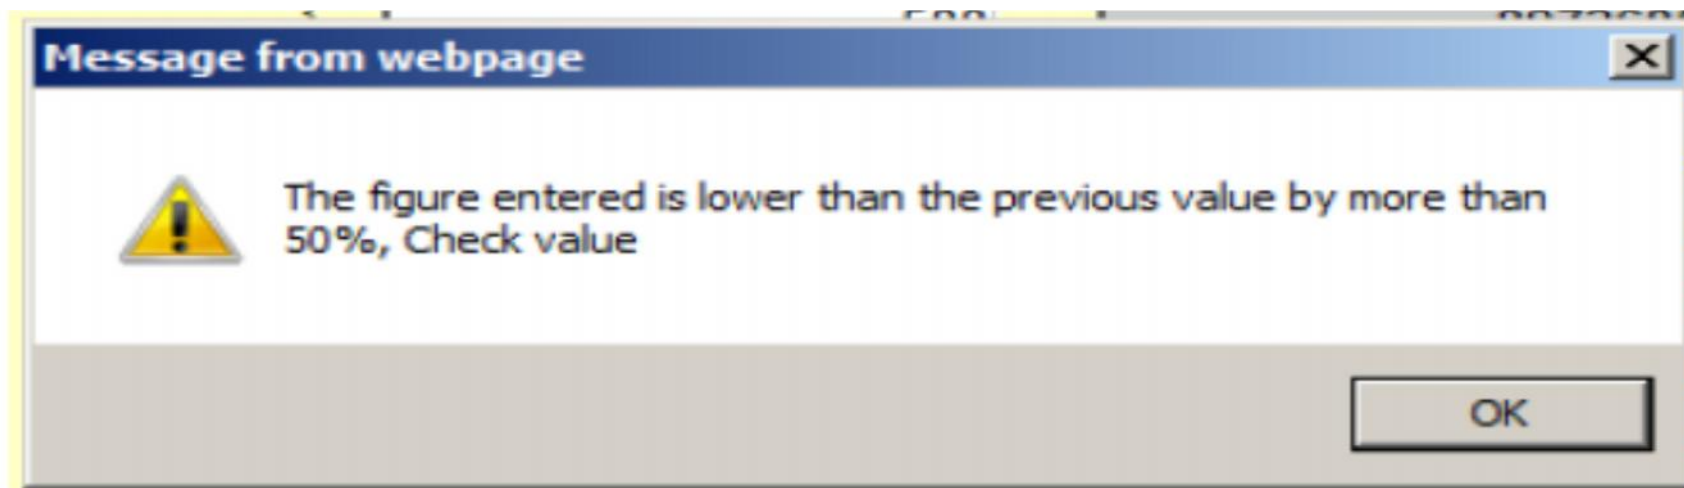 Message from webpage
The figure entered is lower than the previous value by more than
50%, Check value
OK